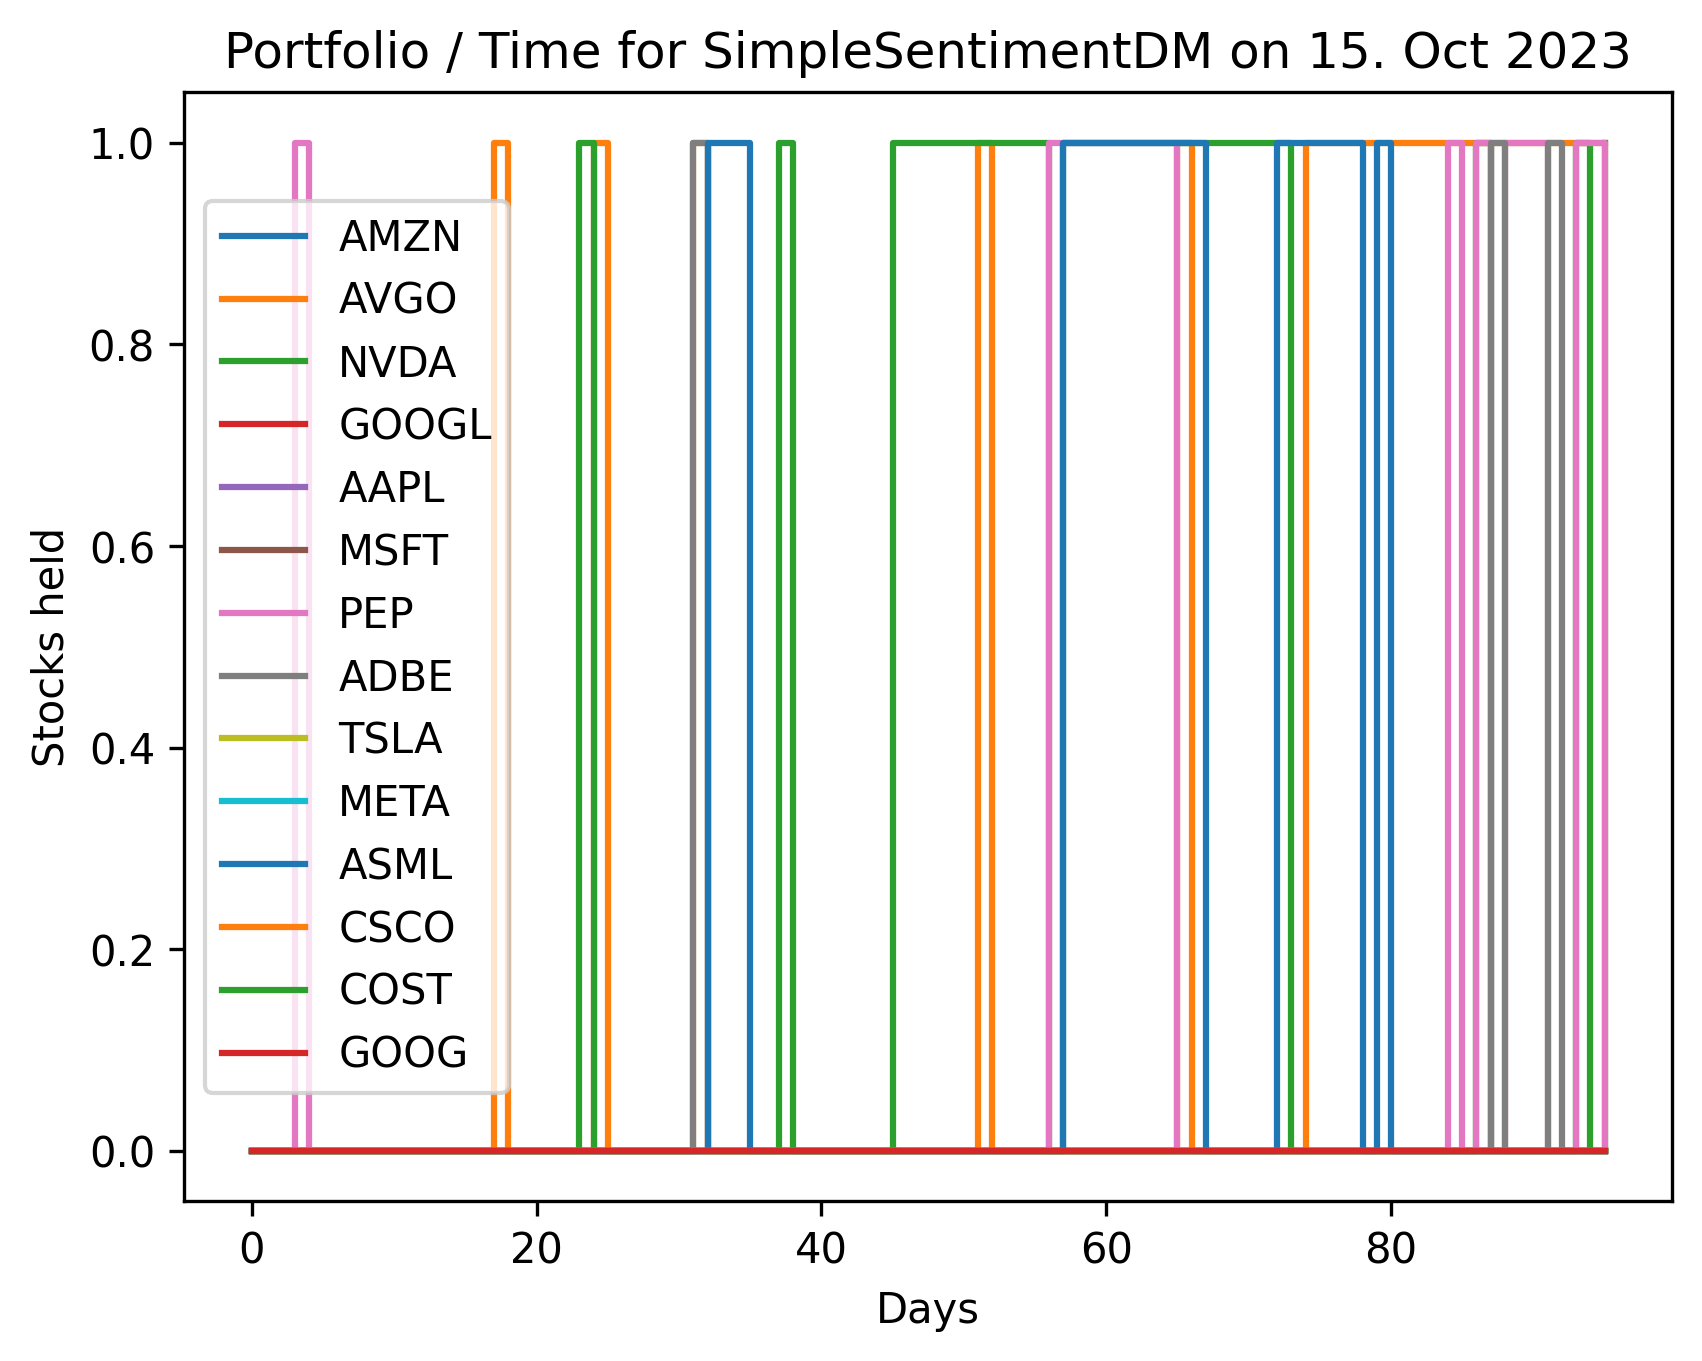 Portfolio / Time for SimpleSentimentDM on 15. Oct 2023
1.0
0.8
0.6
0.4
0.2
0.0
Stocks held
AMZN
AVGO
NVDA
GOOGL
AAPL
MSFT
PEP
ADBE
TSLA
META
ASML
CSCO
COST
GOOG
0 20 40 60 80
Days